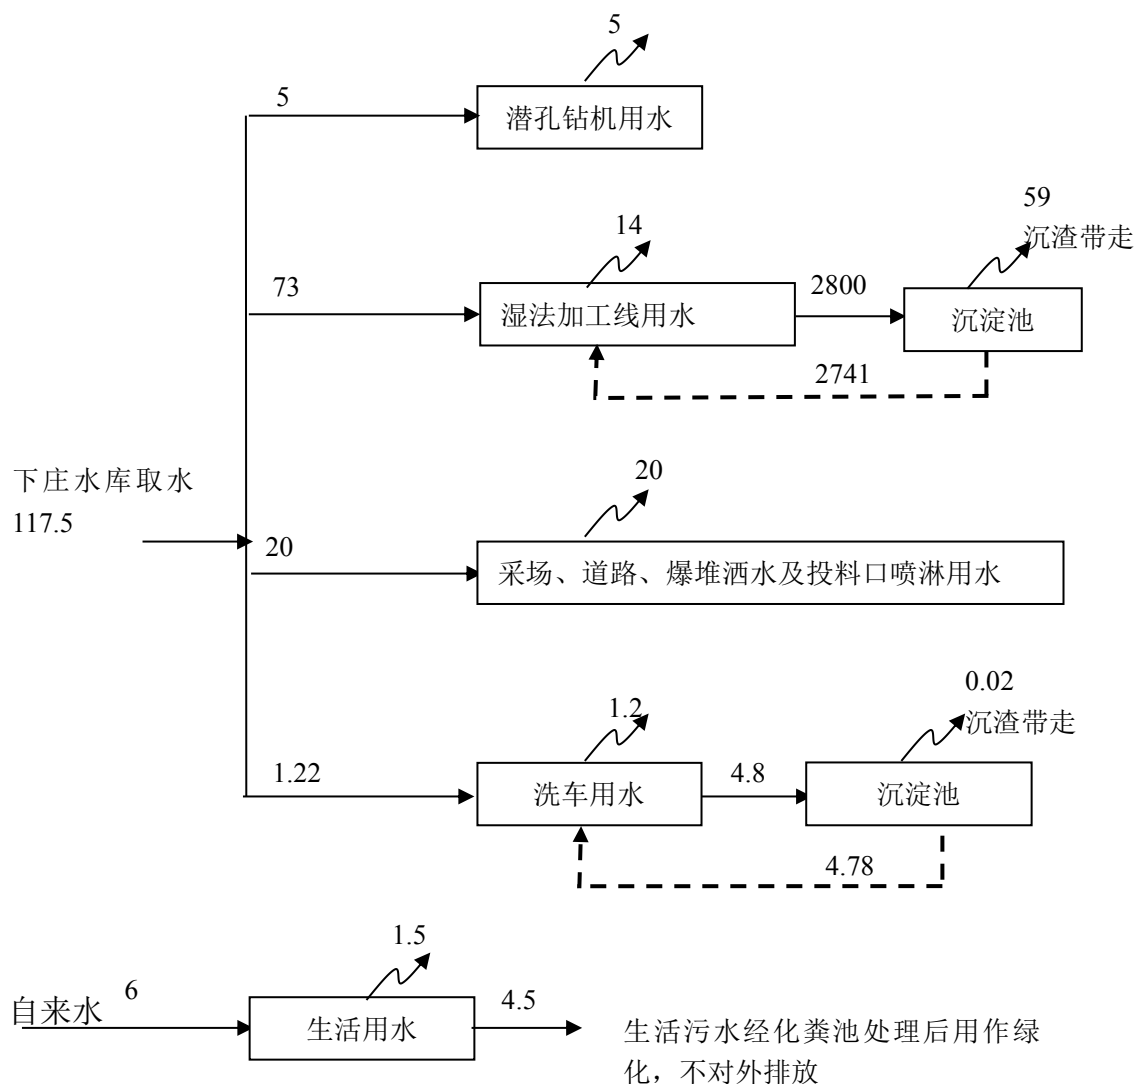 5
5
潜孔钻机用水
59
沉渣带走
14
73
2800
湿法加工线用水
沉淀池
2741
下庄水库取水
117.5
20
20
采场、道路、爆堆洒水及投料口喷淋用水
0.02
沉渣带走
1.2
1.22
洗车用水
4.8
沉淀池
4.78
1.5
自来水
6
生活用水
4.5
生活污水经化粪池处理后用作绿
化，不对外排放